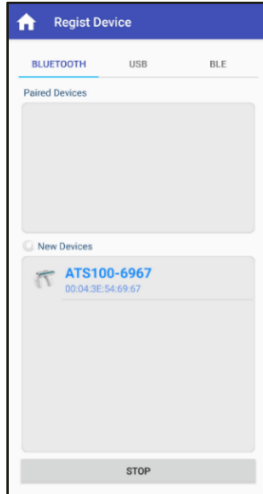 Regist Device
BLUETOOTH USB BLE
Paired Devices
New Devices
ATS100-6967
00:04:3E:54:69:67
STOP